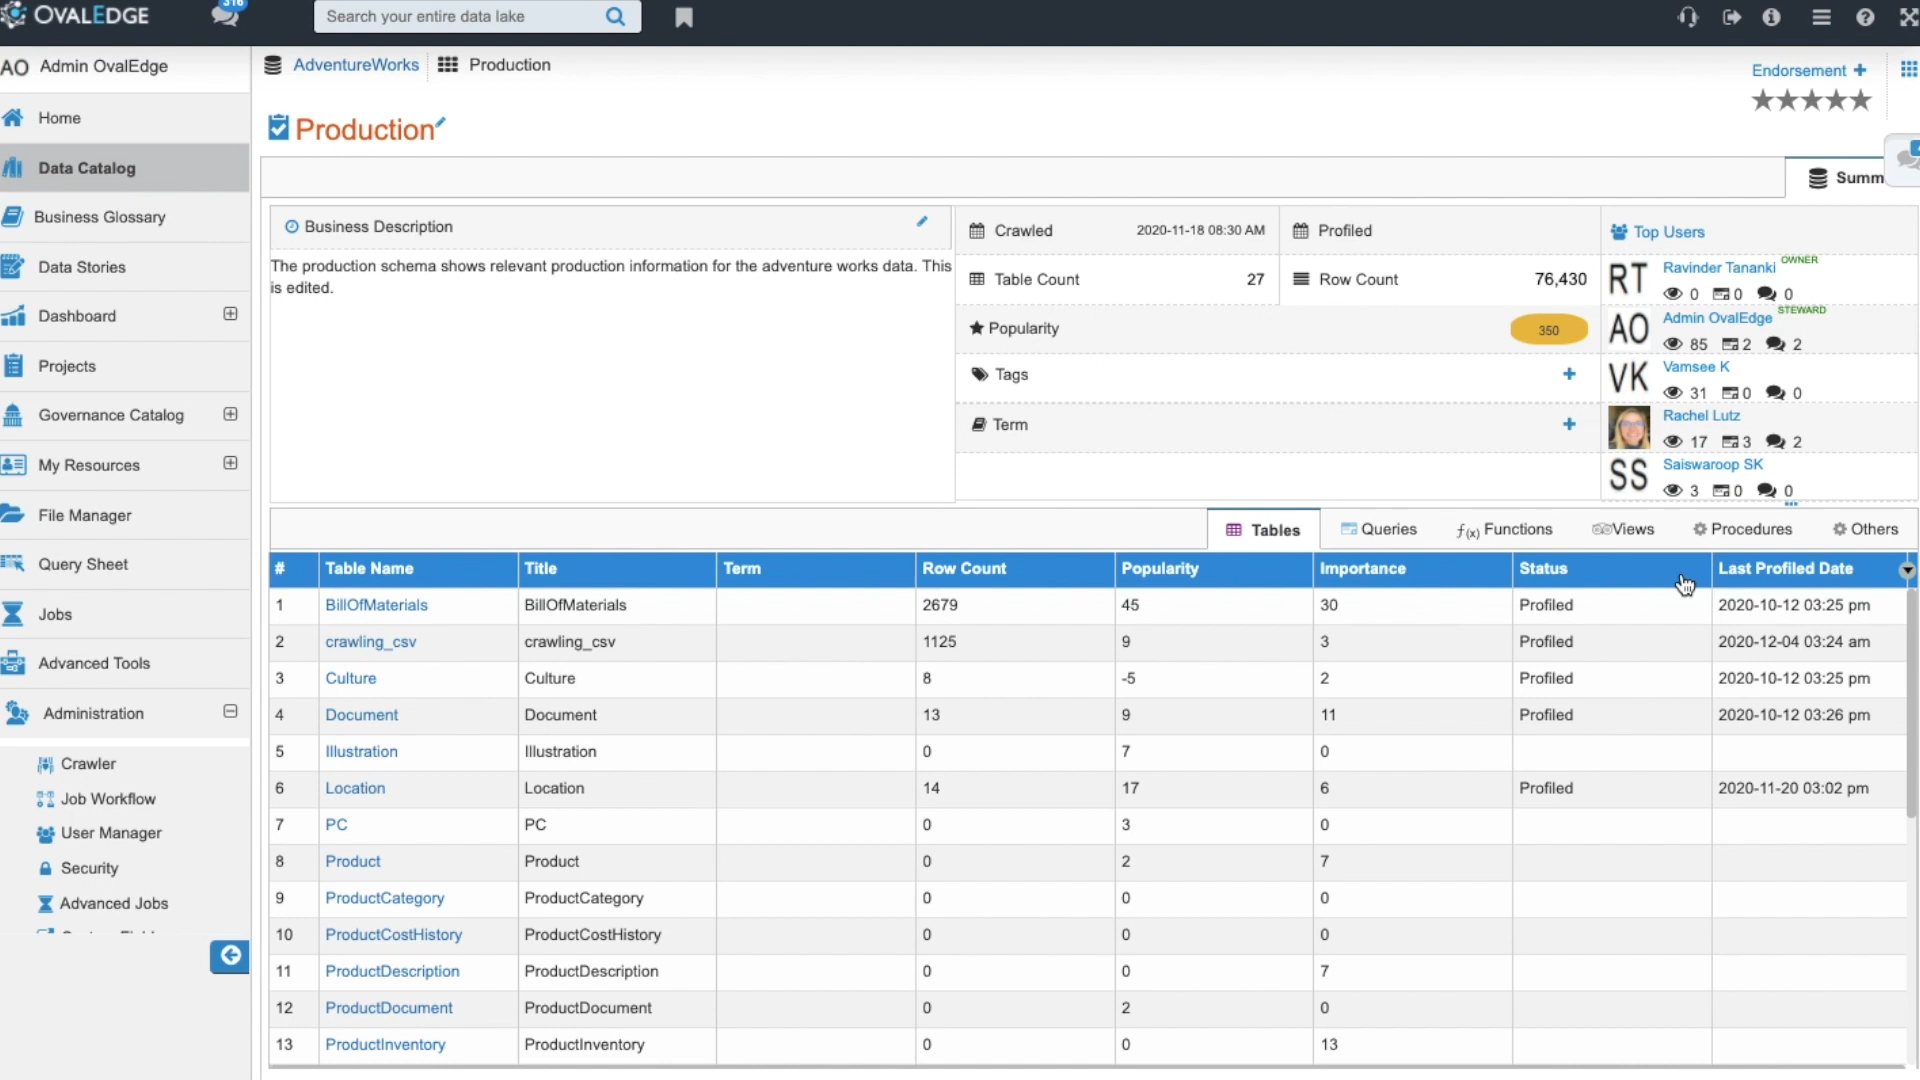 OVALEDGE
316
Search your entire data lake
AO Admin OvalEdge
AdventureWorks
Production
Endorsement +
Home
Production
Data Catalog
Summ
Business Glossary
Business Description
The production schema shows relevant production information for the adventure works data. This
is edited.
Crawled 2020-11-18 08:30 AM
Profiled
Table Count 27
Row Count 76,430
Popularity 350
Tags +
Term +
Top Users
RT Ravinder Tananki OWNER
0 0 0
AO Admin OvalEdge STEWARD
85 2 2
VK Vamsee K
31 0 0
Rachel Lutz
17 3 2
SS Saiswaroop SK
3 0 0
Data Stories
Dashboard
Projects
Governance Catalog
My Resources
File Manager
Query Sheet
Jobs
Advanced Tools
Administration
Crawler
Job Workflow
User Manager
Security
Advanced Jobs
Tables Queries f(x) Functions Views Procedures Others
# Table Name Title Term Row Count Popularity Importance Status Last Profiled Date
1 BillOfMaterials BillOfMaterials 2679 45 30 Profiled 2020-10-12 03:25 pm
2 crawling_csv crawling_csv 1125 9 3 Profiled 2020-12-04 03:24 am
3 Culture Culture 8 -5 2 Profiled 2020-10-12 03:25 pm
4 Document Document 13 9 11 Profiled 2020-10-12 03:26 pm
5 Illustration Illustration 0 7 0
6 Location Location 14 17 6 Profiled 2020-11-20 03:02 pm
7 PC PC 0 3 0
8 Product Product 0 2 7
9 ProductCategory ProductCategory 0 0 0
10 ProductCostHistory ProductCostHistory 0 0 0
11 ProductDescription ProductDescription 0 0 7
12 ProductDocument ProductDocument 0 2 0
13 ProductInventory ProductInventory 0 0 13